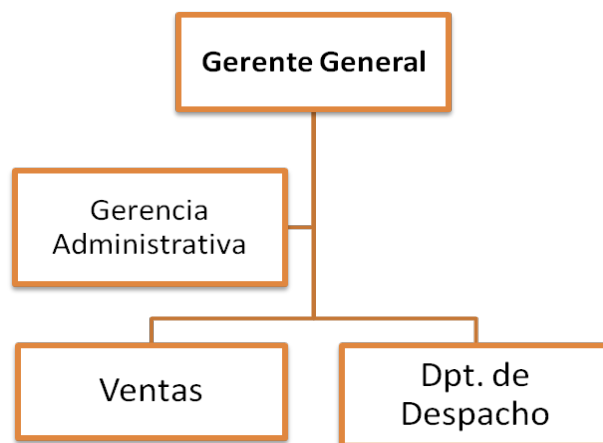 Gerente General
Gerencia
Administrativa
Ventas
Dpt. de
Despacho